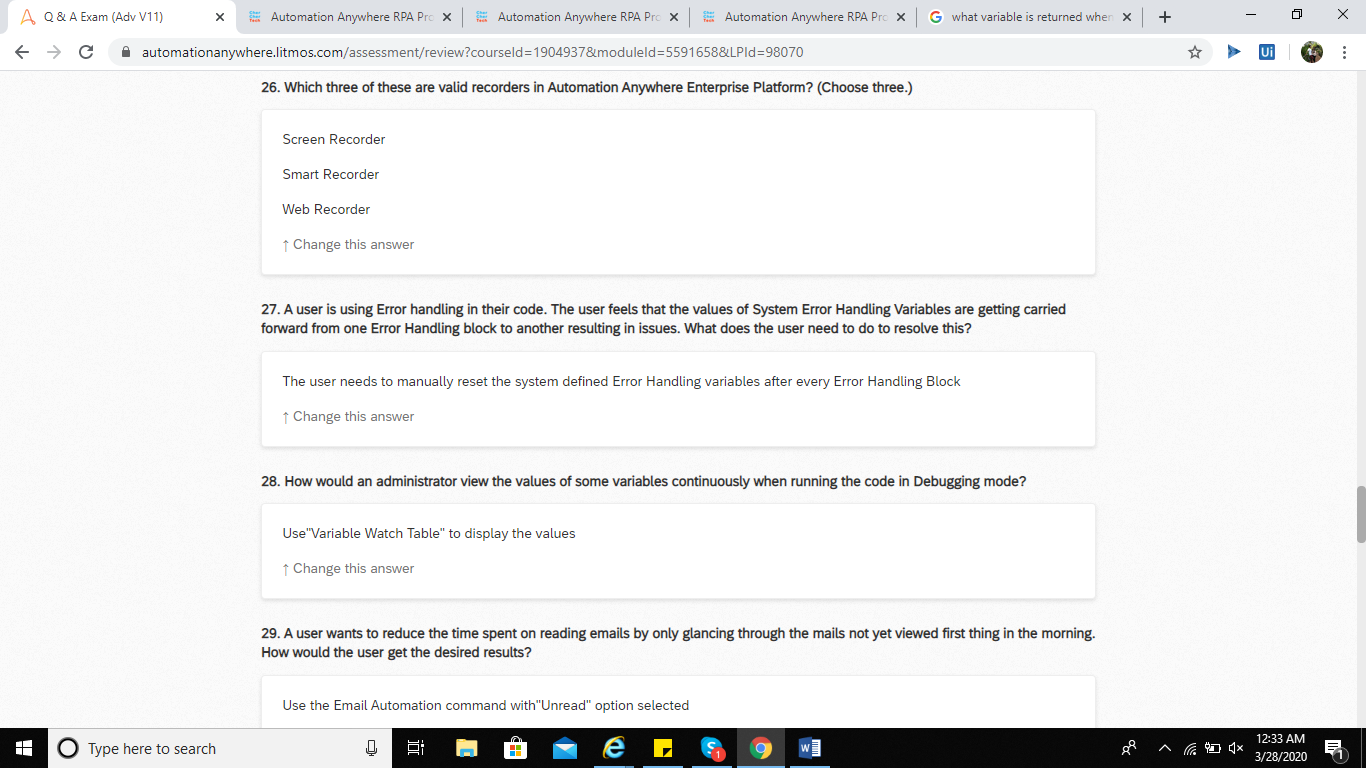 Q & A Exam (Adv V11)
Automation Anywhere RPA Pro
Automation Anywhere RPA Pro
Automation Anywhere RPA Pro
what variable is returned when
automationanywhere.litmos.com/assessment/review?courseId=1904937&moduleId=5591658&LPId=98070
Ui
26. Which three of these are valid recorders in Automation Anywhere Enterprise Platform? (Choose three.)
Screen Recorder
Smart Recorder
Web Recorder
↑ Change this answer
27. A user is using Error handling in their code. The user feels that the values of System Error Handling Variables are getting carried
forward from one Error Handling block to another resulting in issues. What does the user need to do to resolve this?
The user needs to manually reset the system defined Error Handling variables after every Error Handling Block
↑ Change this answer
28. How would an administrator view the values of some variables continuously when running the code in Debugging mode?
Use"Variable Watch Table" to display the values
↑ Change this answer
29. A user wants to reduce the time spent on reading emails by only glancing through the mails not yet viewed first thing in the morning.
How would the user get the desired results?
Use the Email Automation command with"Unread" option selected
Type here to search
1
12:33 AM
3/28/2020
1